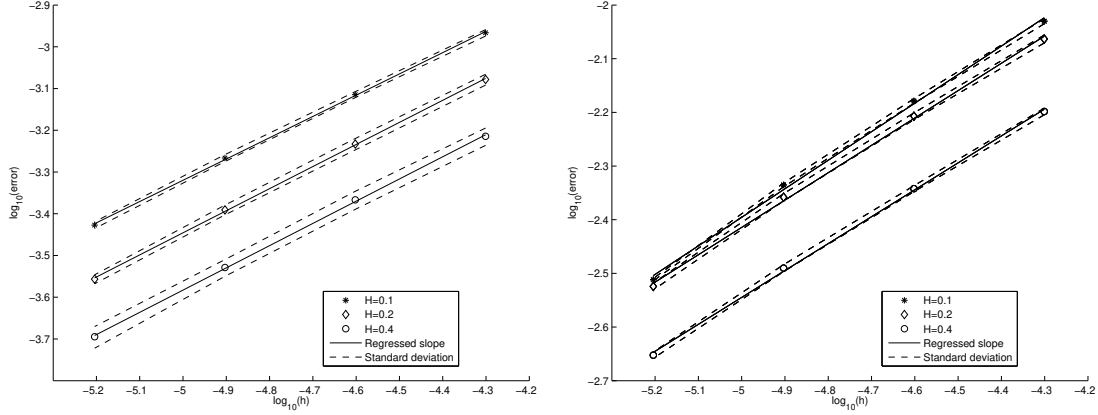 −2.9
−3
−3.1
−3.2
−3.3
−3.4
−3.5
−3.6
−3.7
log10(error)
−5.2
−5.1
−5
−4.9
−4.8
−4.7
−4.6
−4.5
−4.4
−4.3
−4.2
log10(h)
H=0.1
H=0.2
H=0.4
Regressed slope
Standard deviation
−2
−2.1
−2.2
−2.3
−2.4
−2.5
−2.6
−2.7
log10(error)
−5.2
−5.1
−5
−4.9
−4.8
−4.7
−4.6
−4.5
−4.4
−4.3
−4.2
log10(h)
H=0.1
H=0.2
H=0.4
Regressed slope
Standard deviation